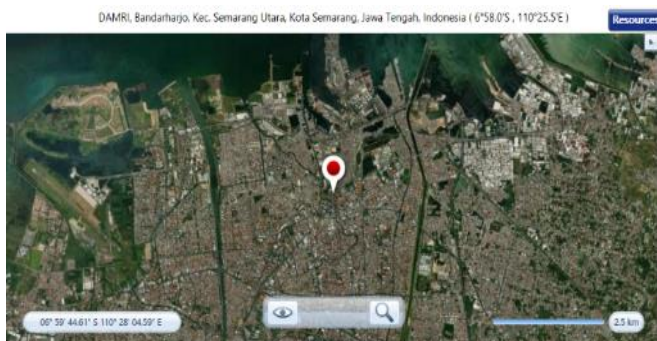 DAMRI, Bandarharjo, Kec. Semarang Utara, Kota Semarang, Jawa Tengah, Indonesia ( 6°58.0'S , 110°25.5'E )
Resources
06° 59' 44.61" S 110° 28' 04.59" E
2.5 km